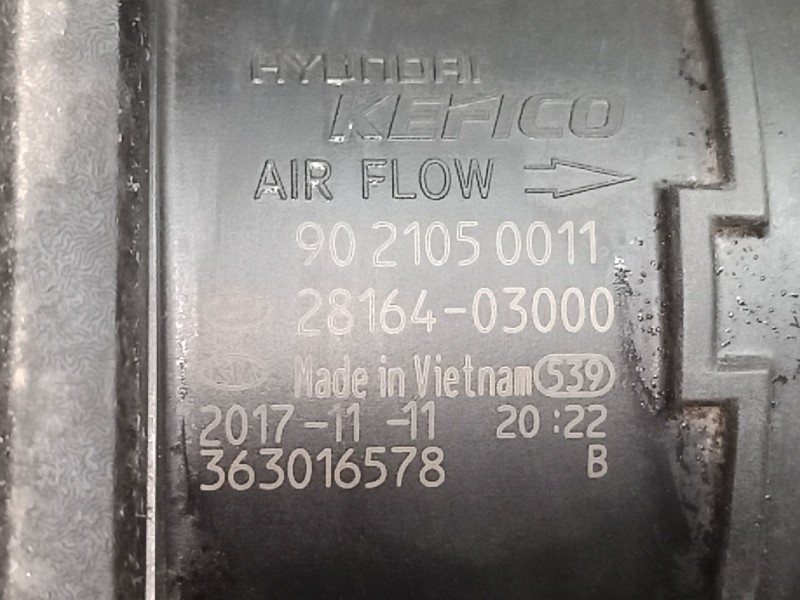 HYUNDAI
KEFICO
AIR FLOW
90 21050 0011
28164-03000
KIA Made in Vietnam 539
2017-11-11 20:22
363016578 B